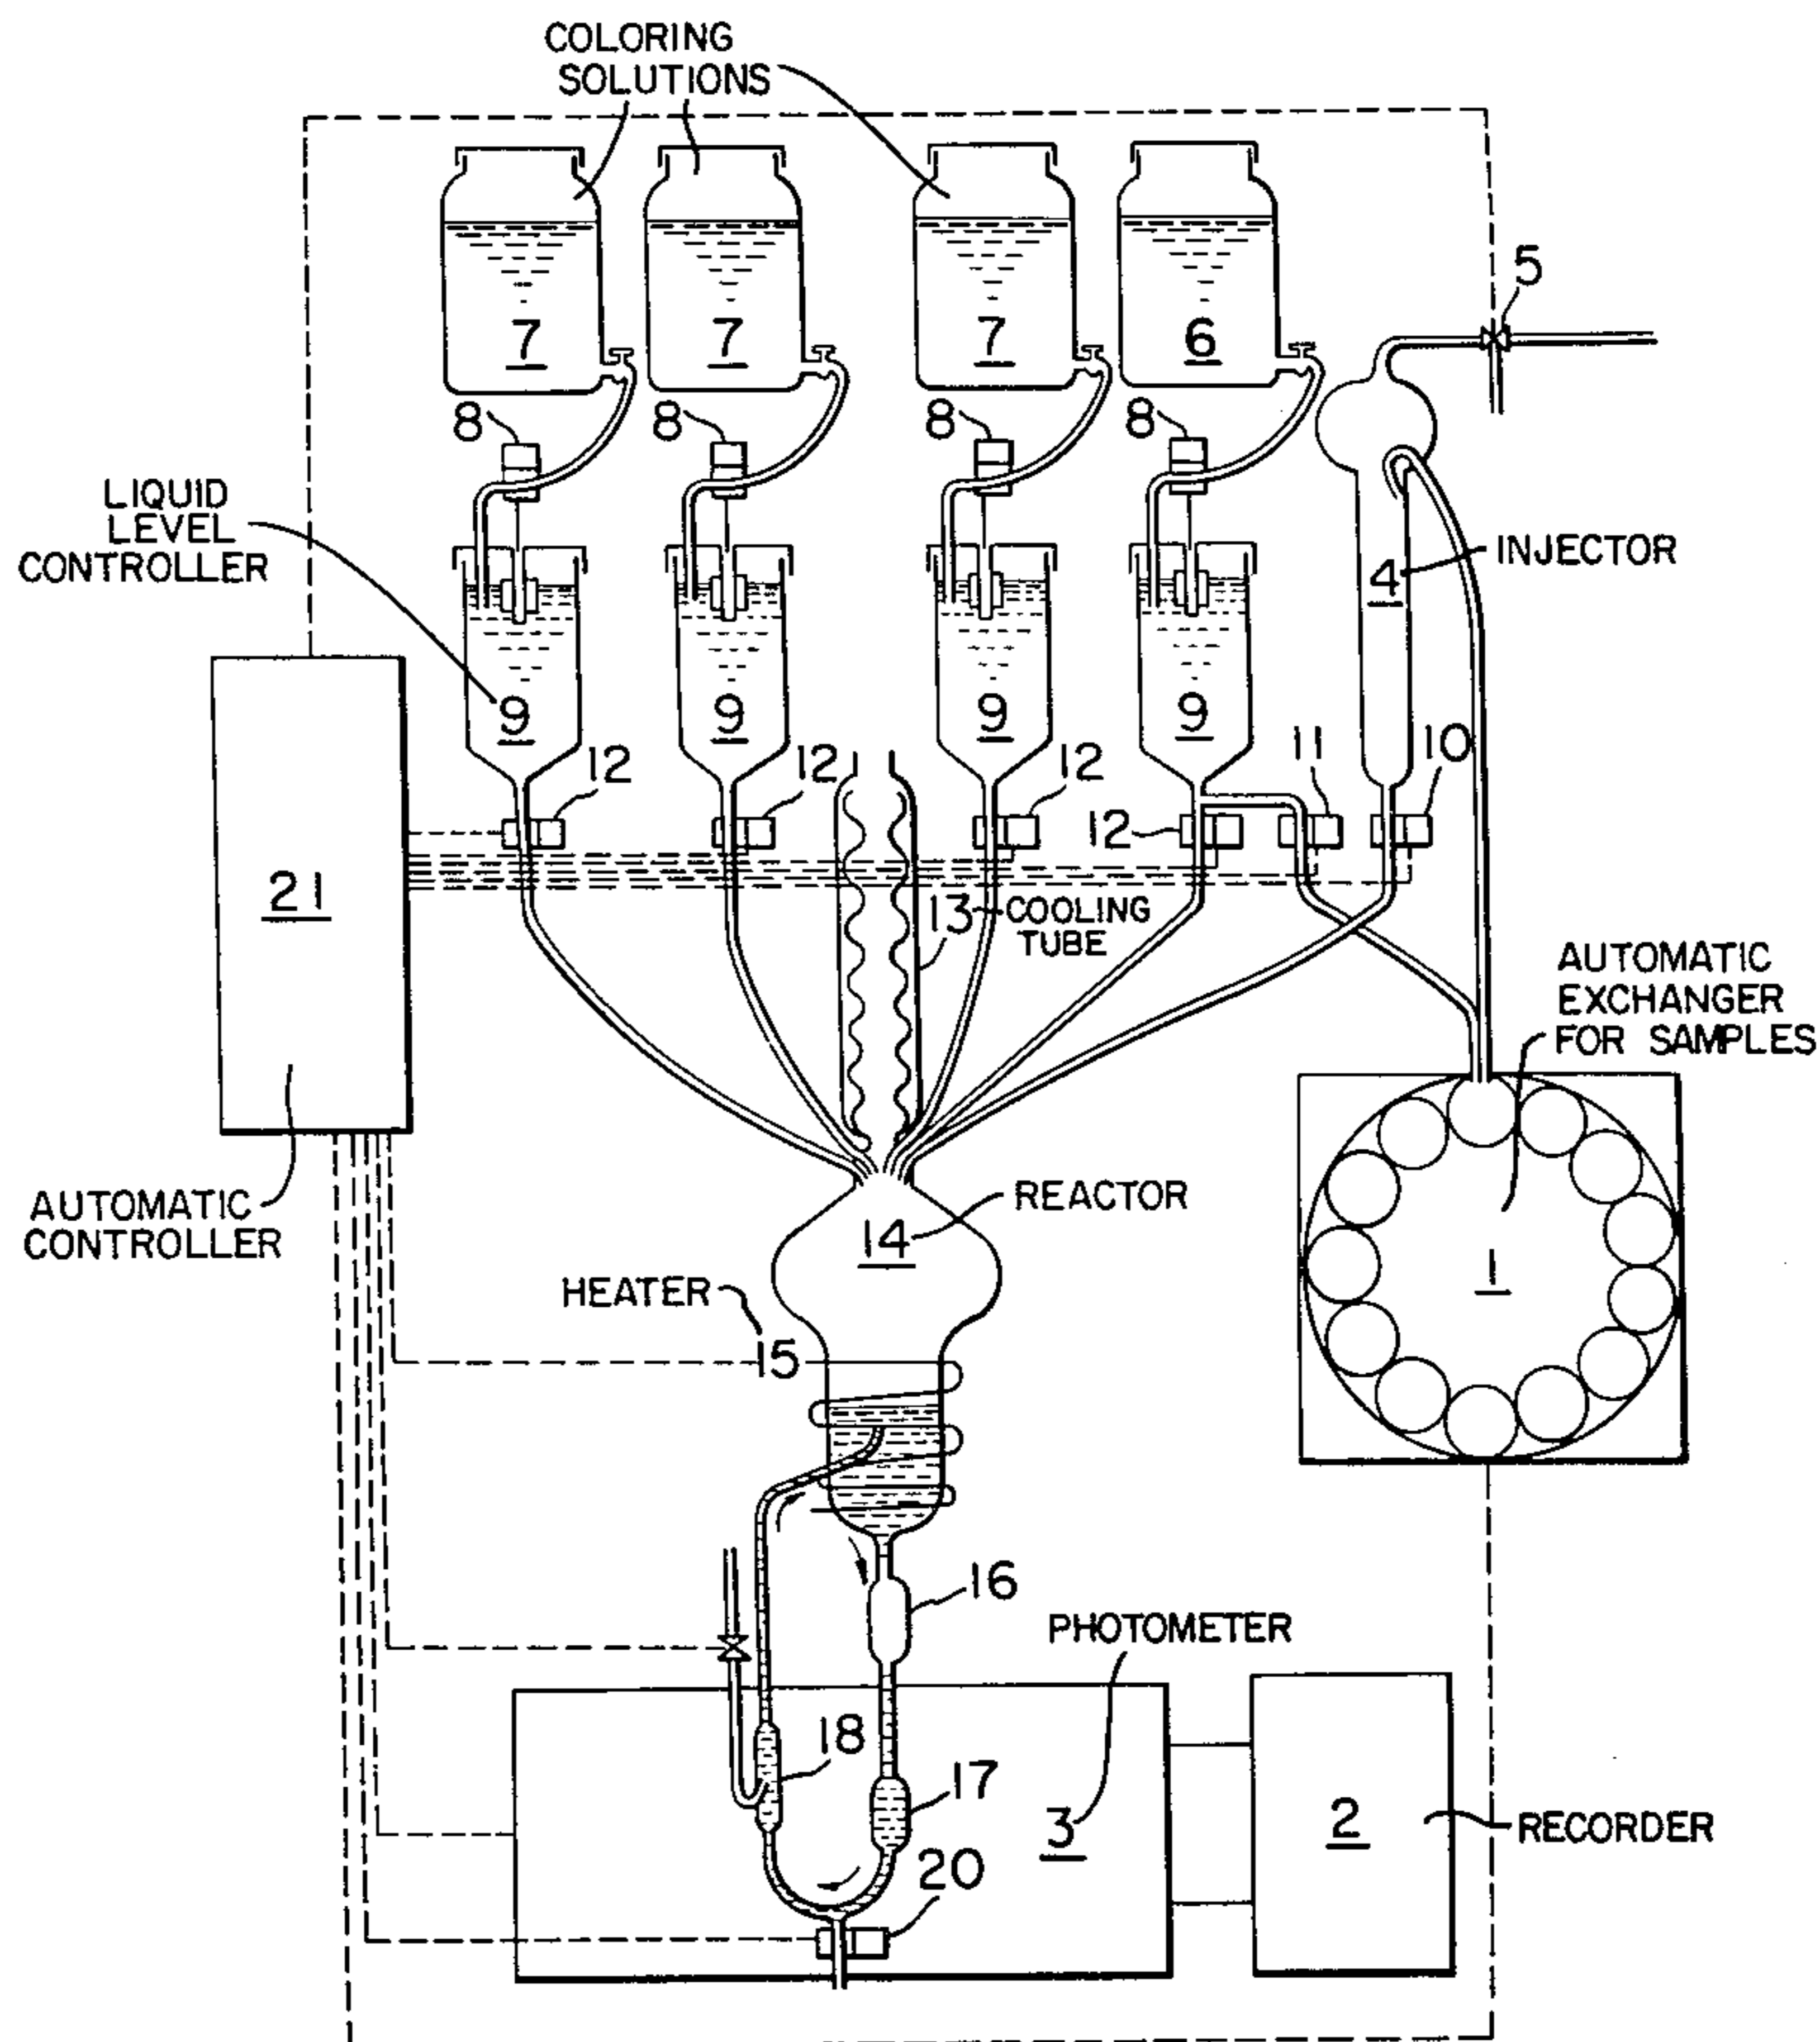 COLORING
SOLUTIONS
5
7
7
7
6
8
8
8
8
LIQUID
LEVEL
CONTROLLER
4
INJECTOR
9
9
9
9
12
12
12
12
11
10
21
13
COOLING
TUBE
AUTOMATIC
EXCHANGER
FOR SAMPLES
AUTOMATIC
CONTROLLER
REACTOR
14
1
HEATER
15
16
PHOTOMETER
18
17
3
2
RECORDER
20